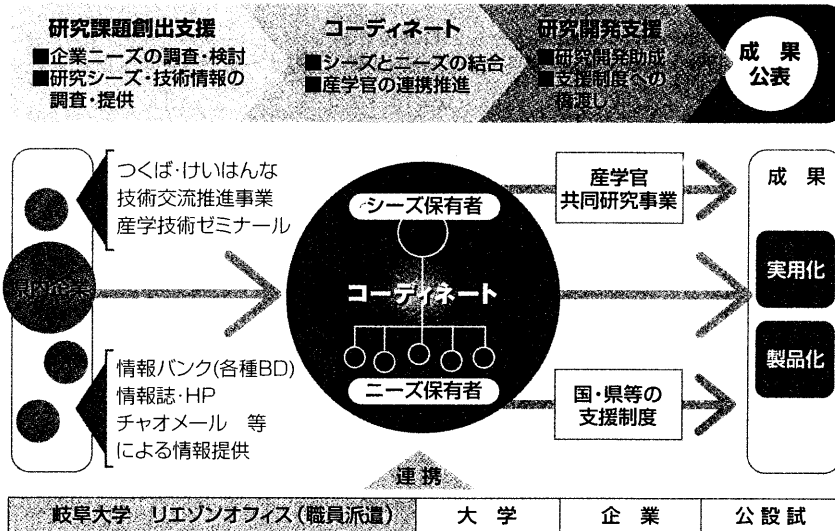 研究課題創出支援
■企業ニーズの調査・検討
■研究シーズ・技術情報の
調査・提供
コーディネート
■シーズとニーズの結合
■産学官の連携推進
研究開発支援
■研究開発助成
■支援制度への
橋渡し
成 果
公表
つくば・けいはんな
技術交流推進事業
産学技術ゼミナール
県内企業
情報バンク(各種BD)
情報誌・HP
チャオメール 等
による情報提供
シーズ保有者
コーディネート
ニーズ保有者
産学官
共同研究事業
国・県等の
支援制度
成 果
実用化
製品化
連携
岐阜大学 リエゾンオフィス(職員派遣)
大 学
企 業
公設試